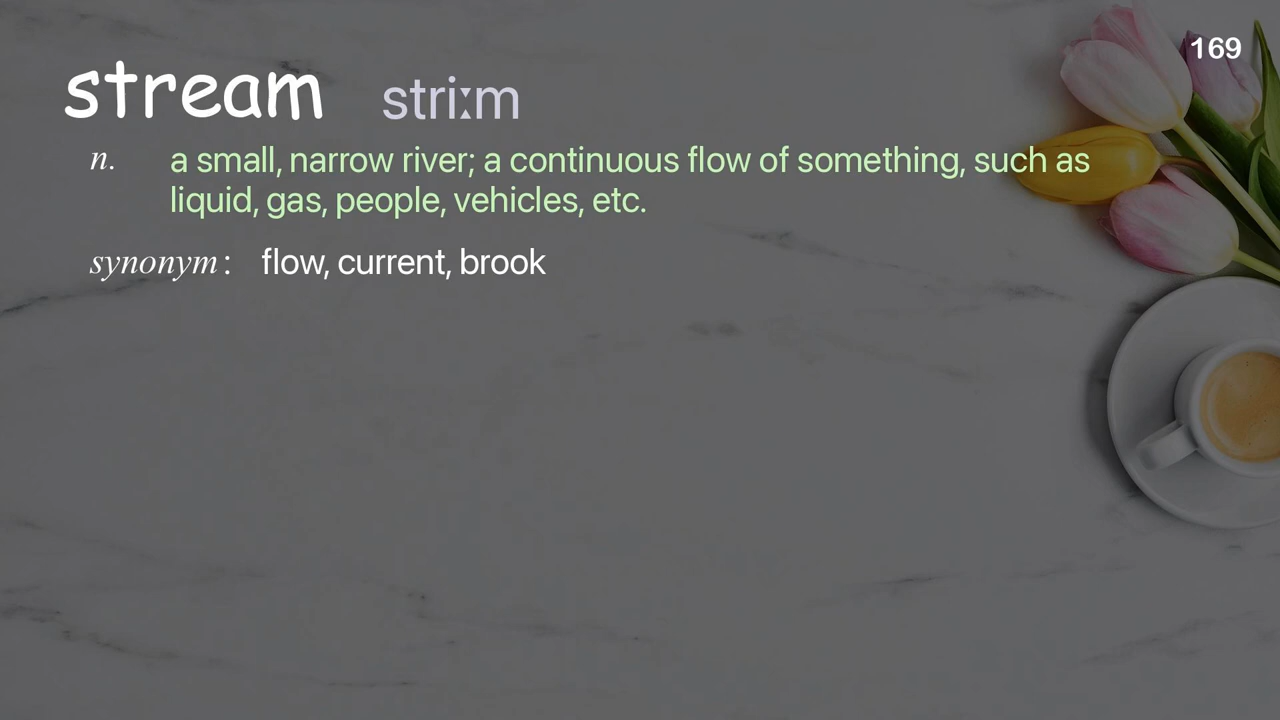 169
stream striːm
n. a small, narrow river; a continuous flow of something, such as
liquid, gas, people, vehicles, etc.
synonym: flow, current, brook